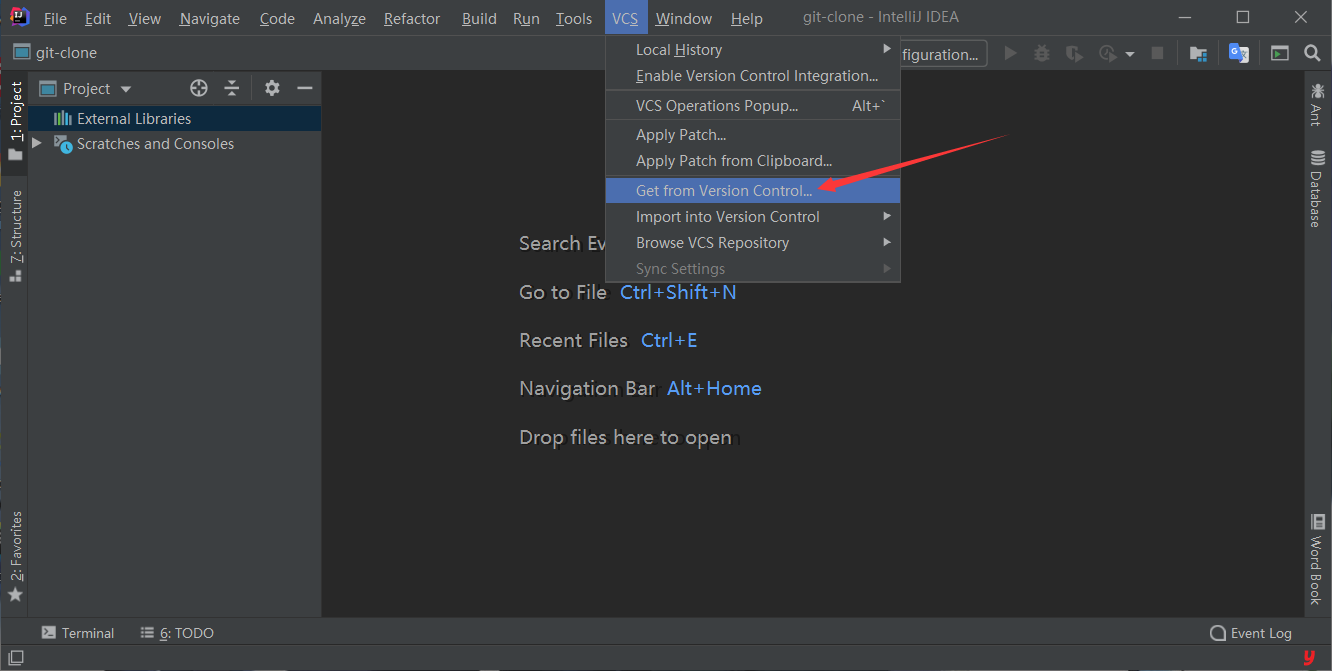 File Edit View Navigate Code Analyze Refactor Build Run Tools VCS Window Help git-clone - IntelliJ IDEA
git-clone
figuration...
Local History
Enable Version Control Integration...
VCS Operations Popup... Alt+`
Apply Patch...
Apply Patch from Clipboard...
Get from Version Control...
Import into Version Control
Browse VCS Repository
Sync Settings
1: Project
7: Structure
2: Favorites
Project
External Libraries
Scratches and Consoles
Search Ev
Go to File Ctrl+Shift+N
Recent Files Ctrl+E
Navigation Bar Alt+Home
Drop files here to open
Ant
Database
Word Book
Terminal 6: TODO Event Log
y